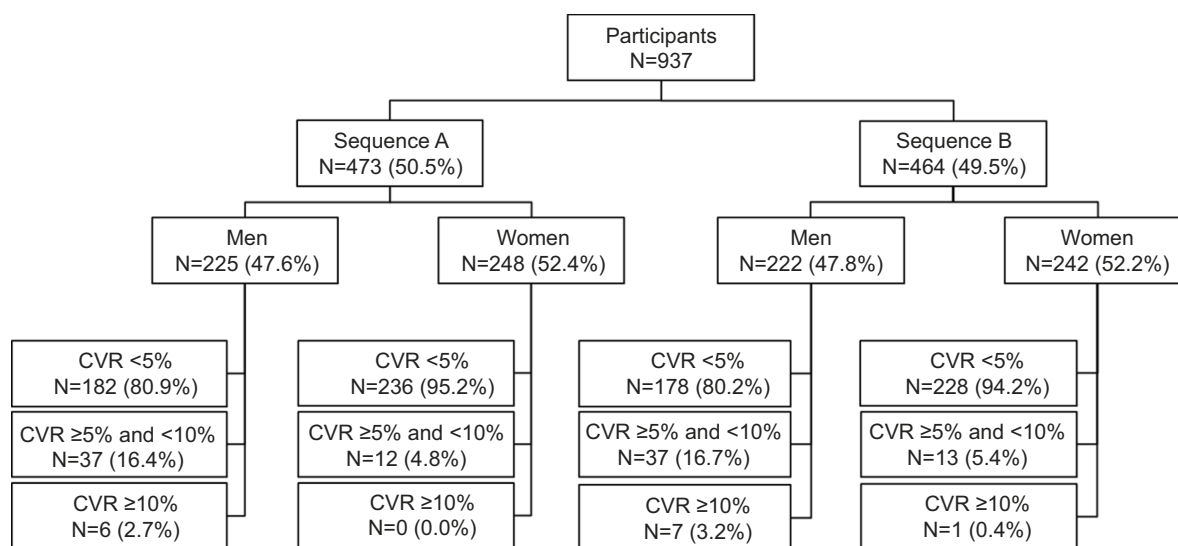 Participants
N=937
Sequence A
N=473 (50.5%)
Sequence B
N=464 (49.5%)
Men
N=225 (47.6%)
Women
N=248 (52.4%)
Men
N=222 (47.8%)
Women
N=242 (52.2%)
CVR <5%
N=182 (80.9%)
CVR ≥5% and <10%
N=37 (16.4%)
CVR ≥10%
N=6 (2.7%)
CVR <5%
N=236 (95.2%)
CVR ≥5% and <10%
N=12 (4.8%)
CVR ≥10%
N=0 (0.0%)
CVR <5%
N=178 (80.2%)
CVR ≥5% and <10%
N=37 (16.7%)
CVR ≥10%
N=7 (3.2%)
CVR <5%
N=228 (94.2%)
CVR ≥5% and <10%
N=13 (5.4%)
CVR ≥10%
N=1 (0.4%)